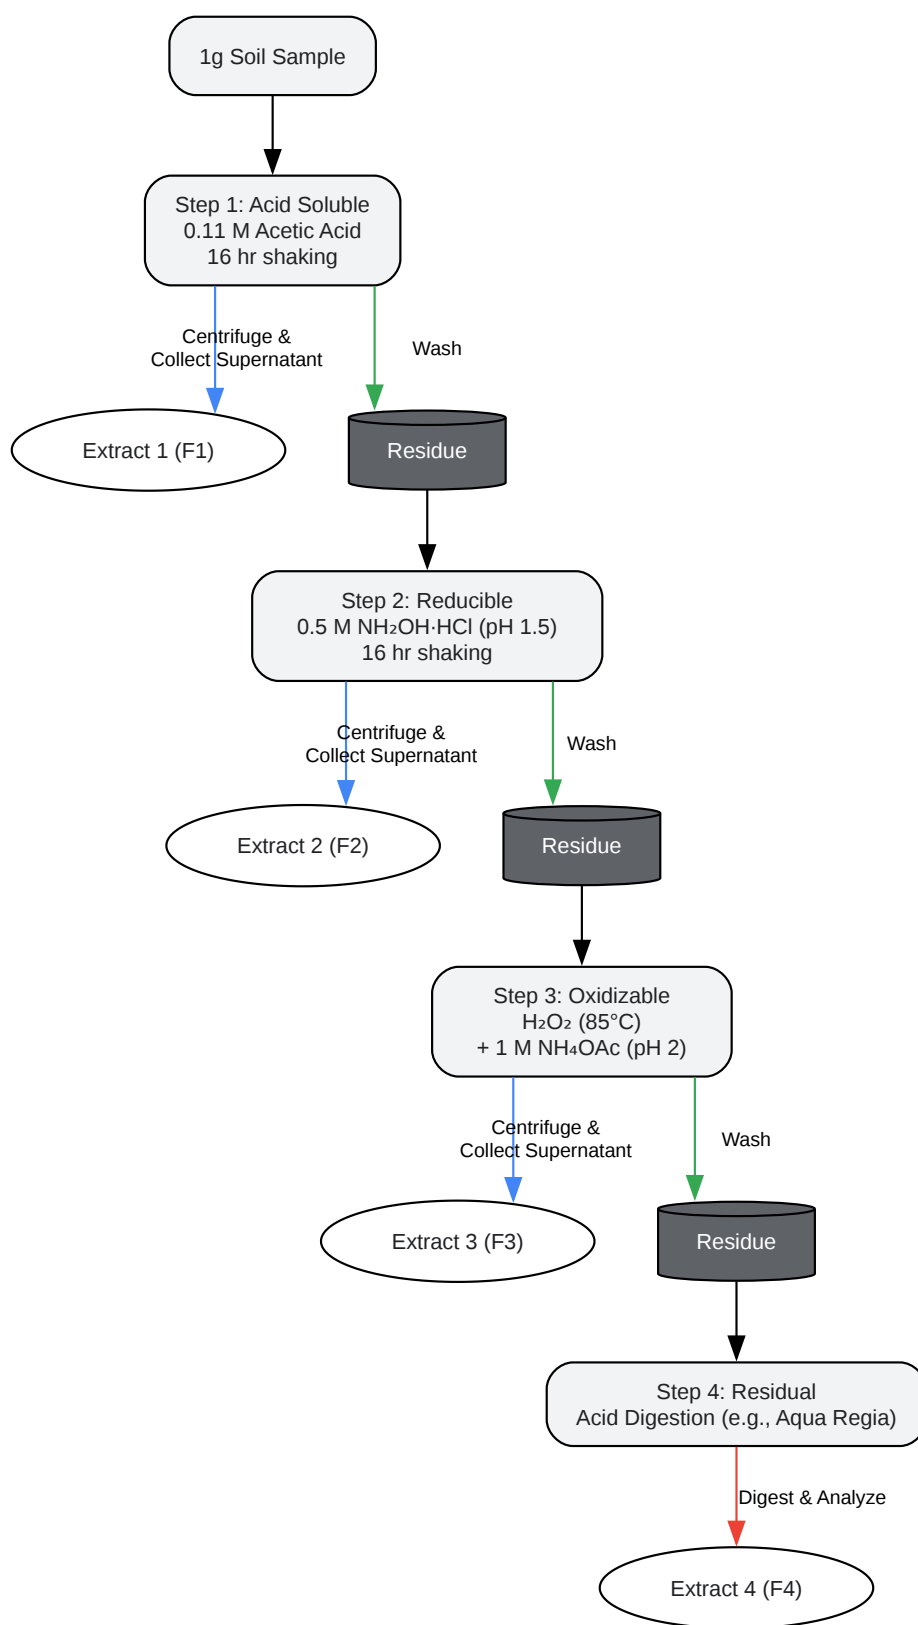 1g Soil Sample
Step 1: Acid Soluble
0.11 M Acetic Acid
16 hr shaking
Centrifuge &
Collect Supernatant
Wash
Extract 1 (F1)
Residue
Step 2: Reducible
0.5 M NH₂OH·HCl (pH 1.5)
16 hr shaking
Centrifuge &
Collect Supernatant
Wash
Extract 2 (F2)
Residue
Step 3: Oxidizable
H₂O₂ (85°C)
+ 1 M NH₄OAc (pH 2)
Centrifuge &
Collect Supernatant
Wash
Extract 3 (F3)
Residue
Step 4: Residual
Acid Digestion (e.g., Aqua Regia)
Digest & Analyze
Extract 4 (F4)